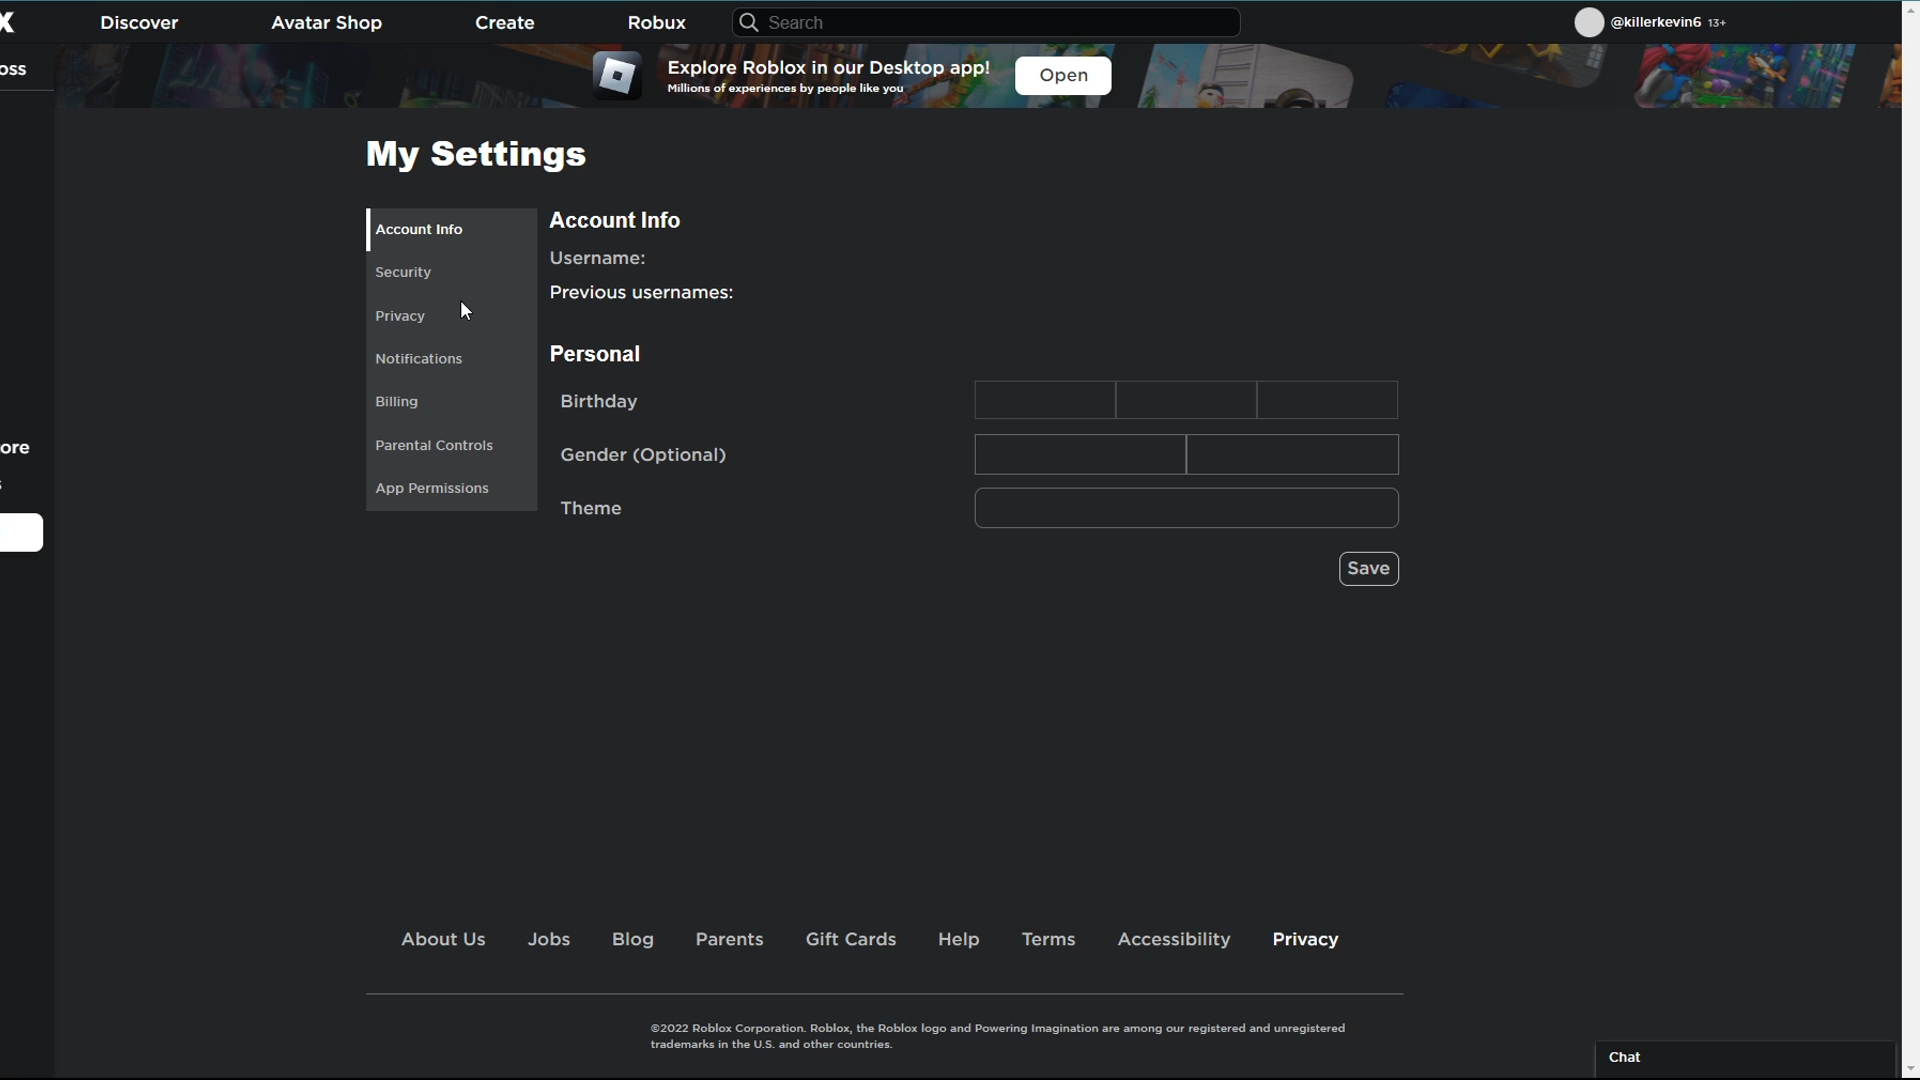 X
Discover
Avatar Shop
Create
Robux
Search
@killerkevin6 13+
oss
Explore Roblox in our Desktop app!
Millions of experiences by people like you
Open
My Settings
Account Info
Security
Privacy
Notifications
Billing
Parental Controls
App Permissions
Account Info
Username:
Previous usernames:
Personal
Birthday
Gender (Optional)
Theme
Save
ore
s
About Us
Jobs
Blog
Parents
Gift Cards
Help
Terms
Accessibility
Privacy
©2022 Roblox Corporation. Roblox, the Roblox logo and Powering Imagination are among our registered and unregistered
trademarks in the U.S. and other countries.
Chat